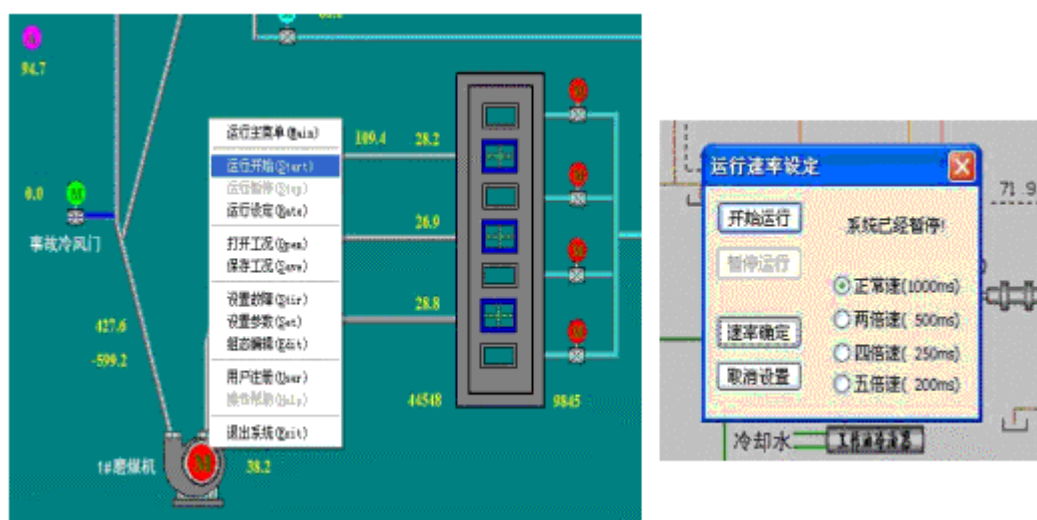 94.7
运行主菜单(Main)
109.4
28.2
运行开始(Start)
运行暂停(Stop)
0.0
M
运行设定(Rate)
26.9
事故冷风门
打开工况(Open)
保存工况(Save)
设置故障(Stir)
28.8
427.6
设置参数(Set)
组态编辑(Edit)
-599.2
用户注册(User)
操作帮助(Help)
44548
9845
退出系统(Exit)
1#磨煤机
M
38.2
运行速率设定
71.9
开始运行
系统已经暂停!
暂停运行
正常速(1000ms)
两倍速( 500ms)
速率确定
四倍速( 250ms)
取消设置
五倍速( 200ms)
冷却水